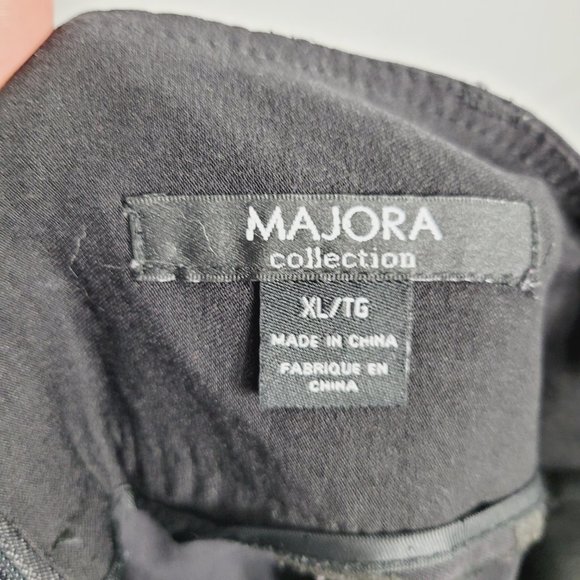 MAJORA
collection
XL/TG
MADE IN CHINA
FABRIQUE EN
CHINA